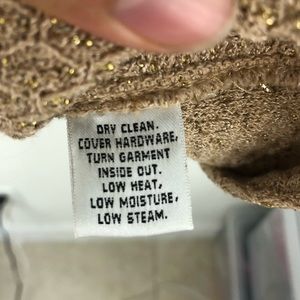 DRY CLEAN.
COVER HARDWARE,
TURN GARMENT
INSIDE OUT.
LOW HEAT,
LOW MOISTURE,
LOW STEAM.